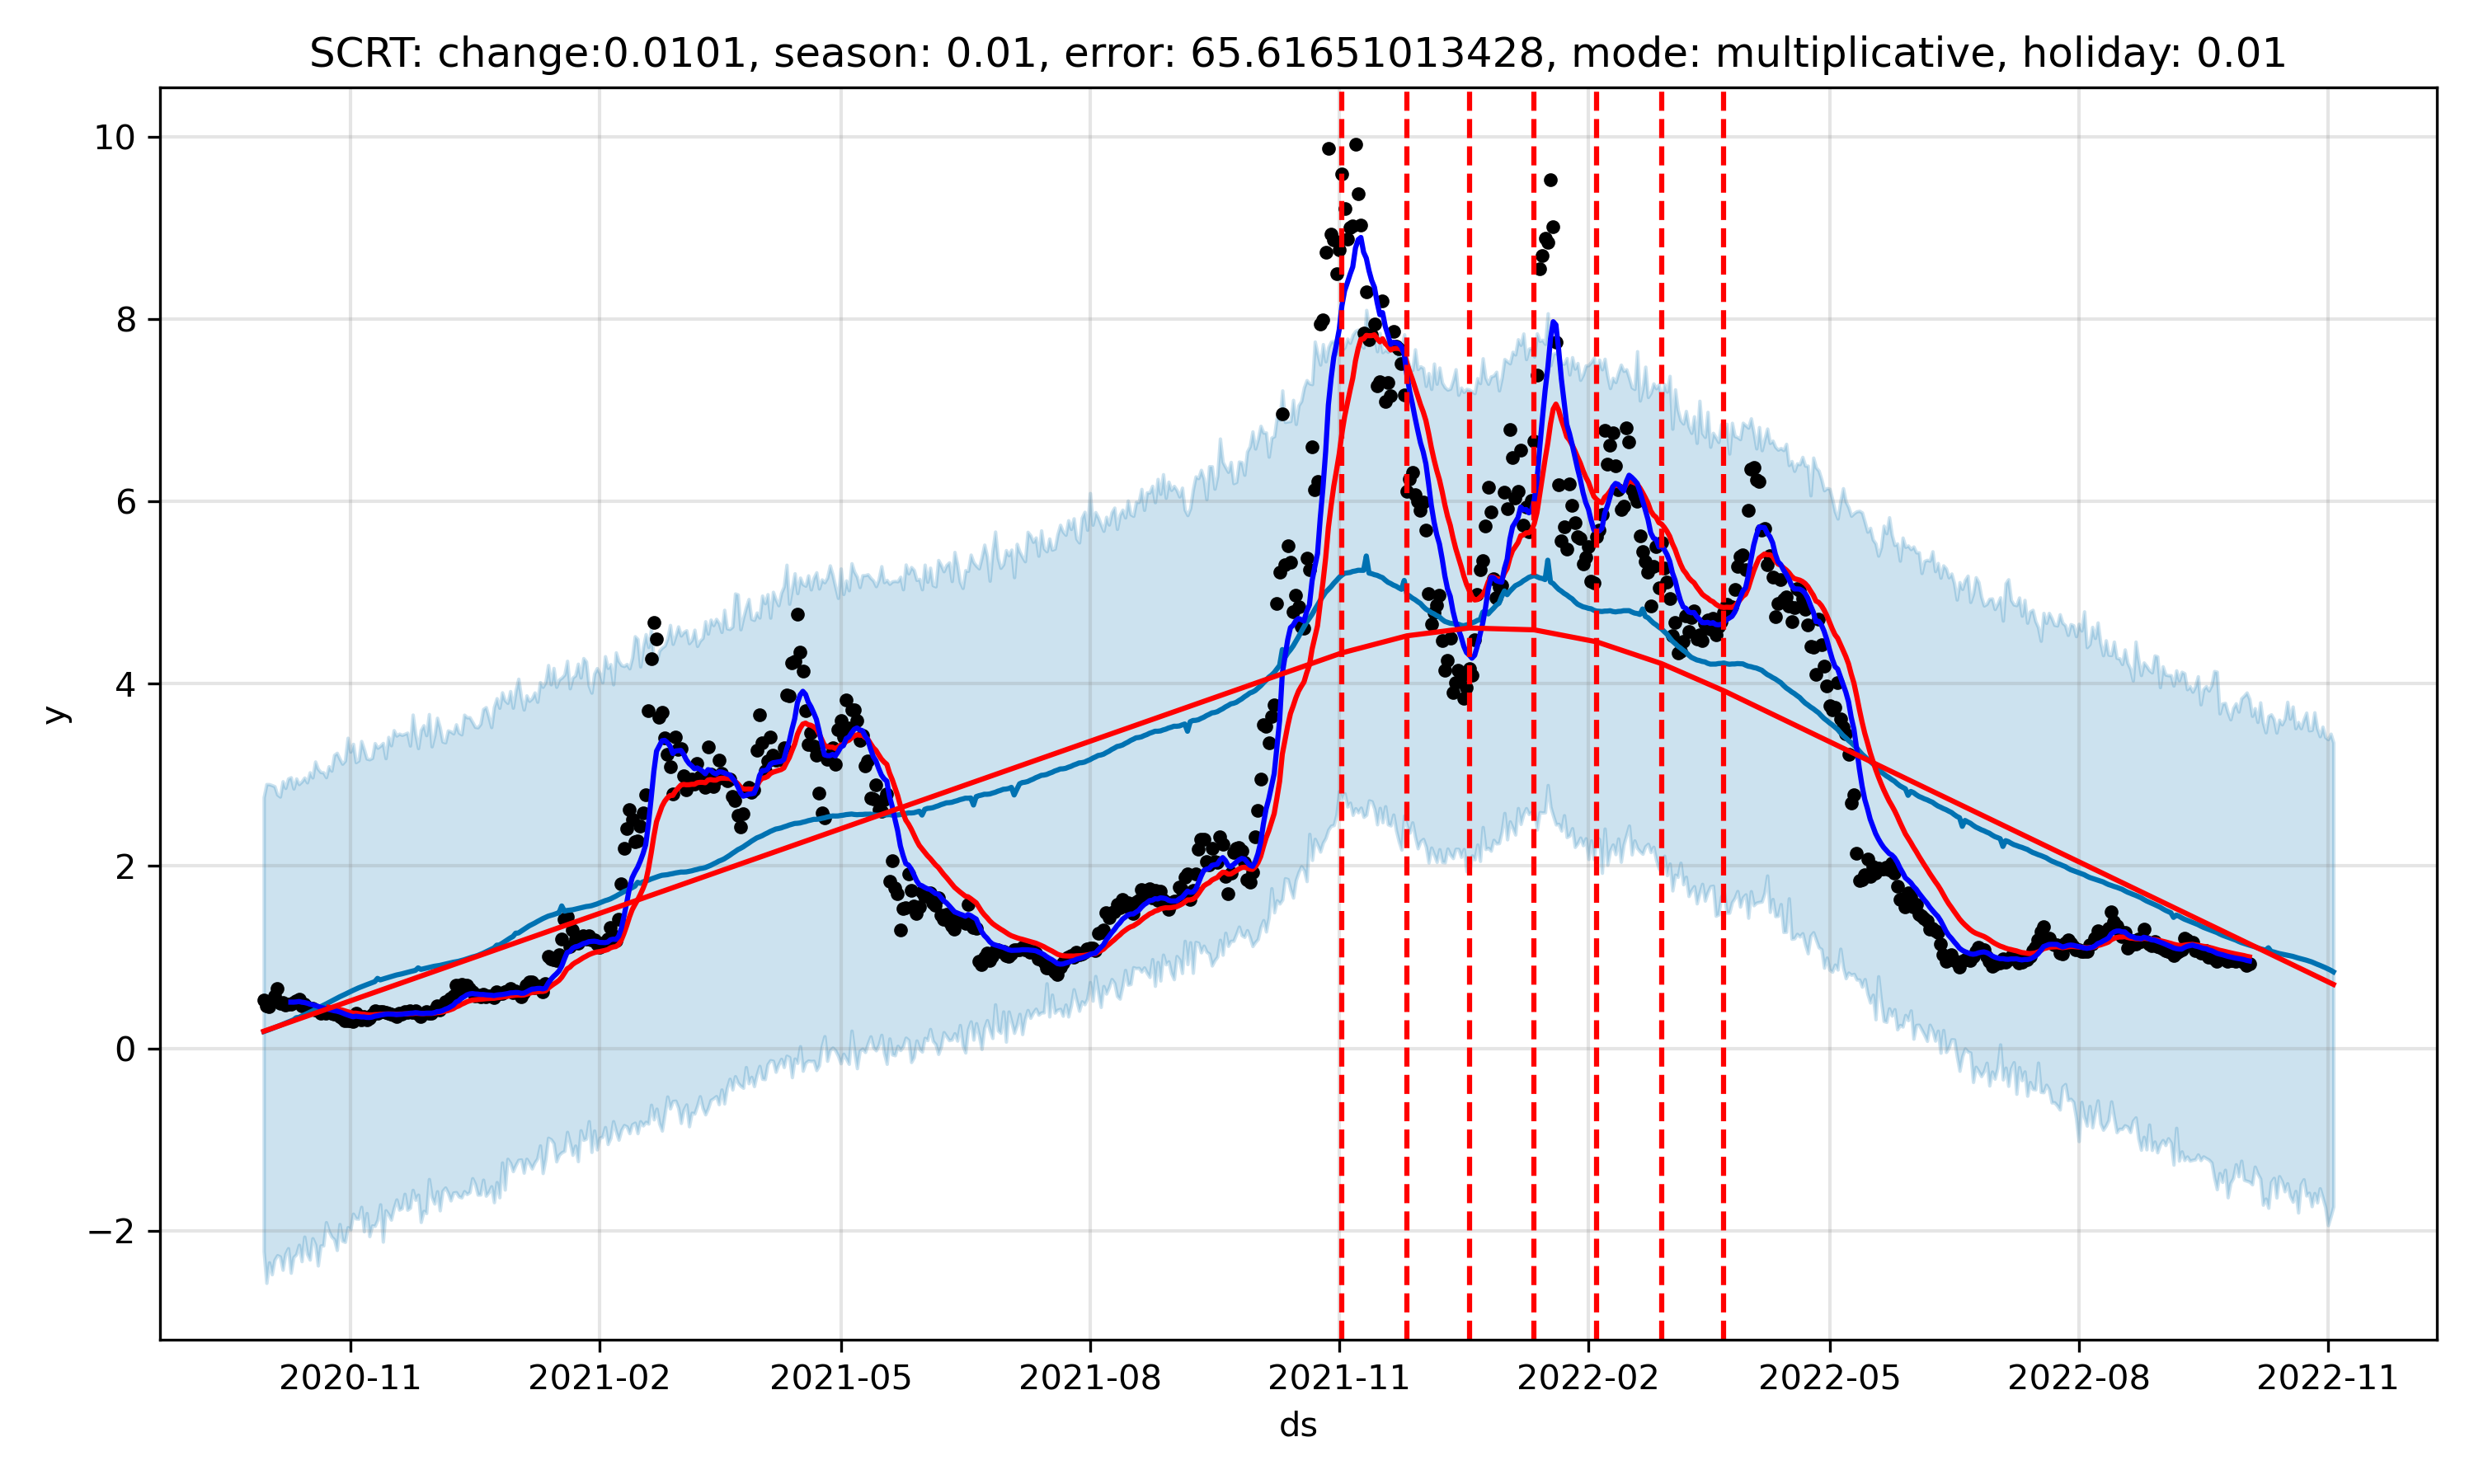 SCRT: change:0.0101, season: 0.01, error: 65.61651013428, mode: multiplicative, holiday: 0.01
10
8
6
4
2
0
−2
y
2020-11 2021-02 2021-05 2021-08 2021-11 2022-02 2022-05 2022-08 2022-11
ds